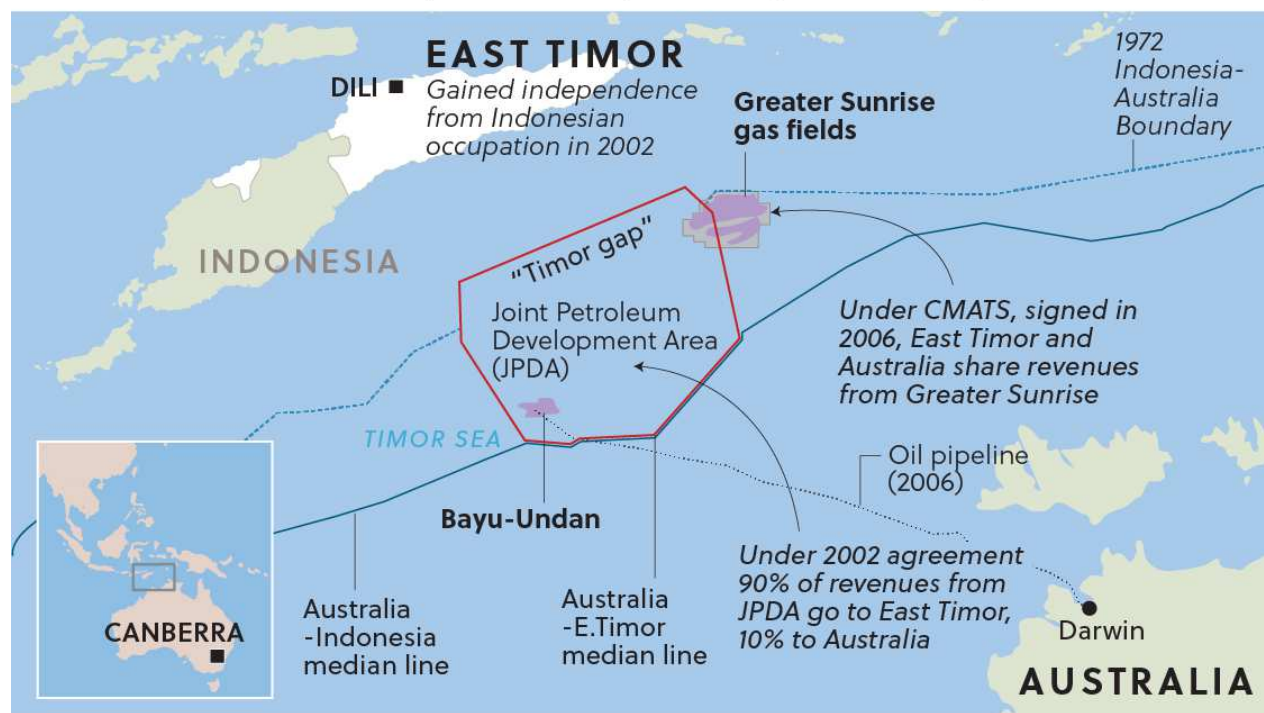 EAST TIMOR
DILI
Gained independence
from Indonesian
occupation in 2002
Greater Sunrise
gas fields
1972
Indonesia-
Australia
Boundary
INDONESIA
"Timor gap"
Joint Petroleum
Development Area
(JPDA)
Under CMATS, signed in
2006, East Timor and
Australia share revenues
from Greater Sunrise
TIMOR SEA
Oil pipeline
(2006)
Bayu-Undan
Under 2002 agreement
90% of revenues from
JPDA go to East Timor,
10% to Australia
Australia
-Indonesia
median line
Australia
-E.Timor
median line
CANBERRA
Darwin
AUSTRALIA